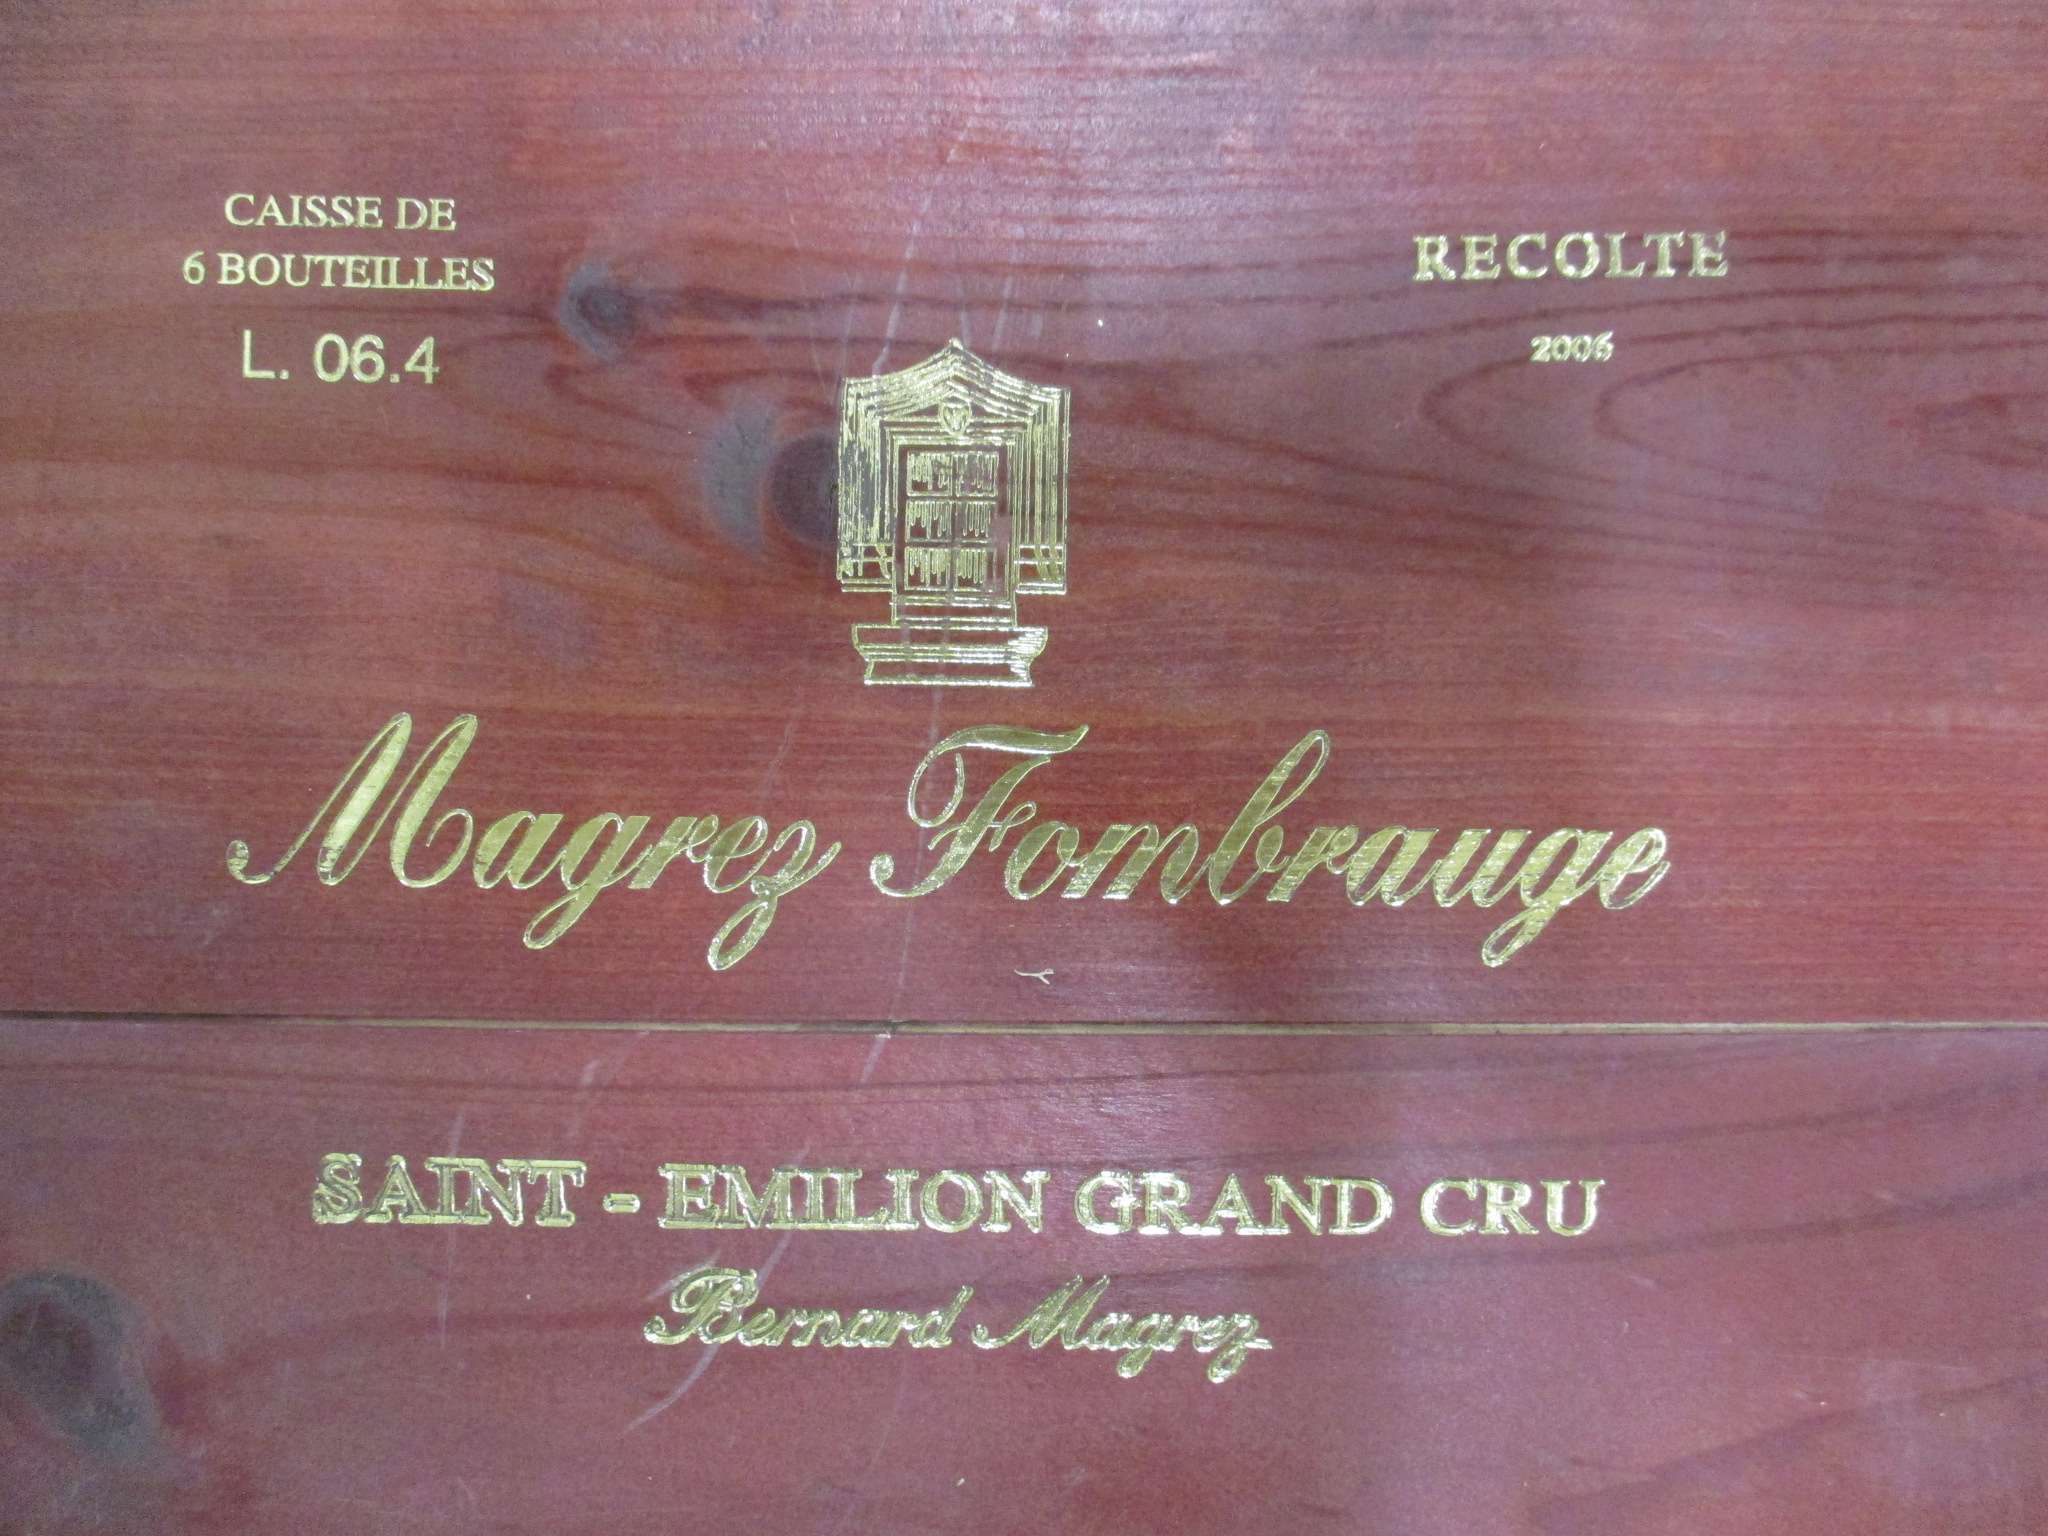 CAISSE DE
6 BOUTEILLES
L. 06.4
RECOLTE
2006
Magrez Fombrauge
SAINT - EMILION GRAND CRU
Bernard Magrez